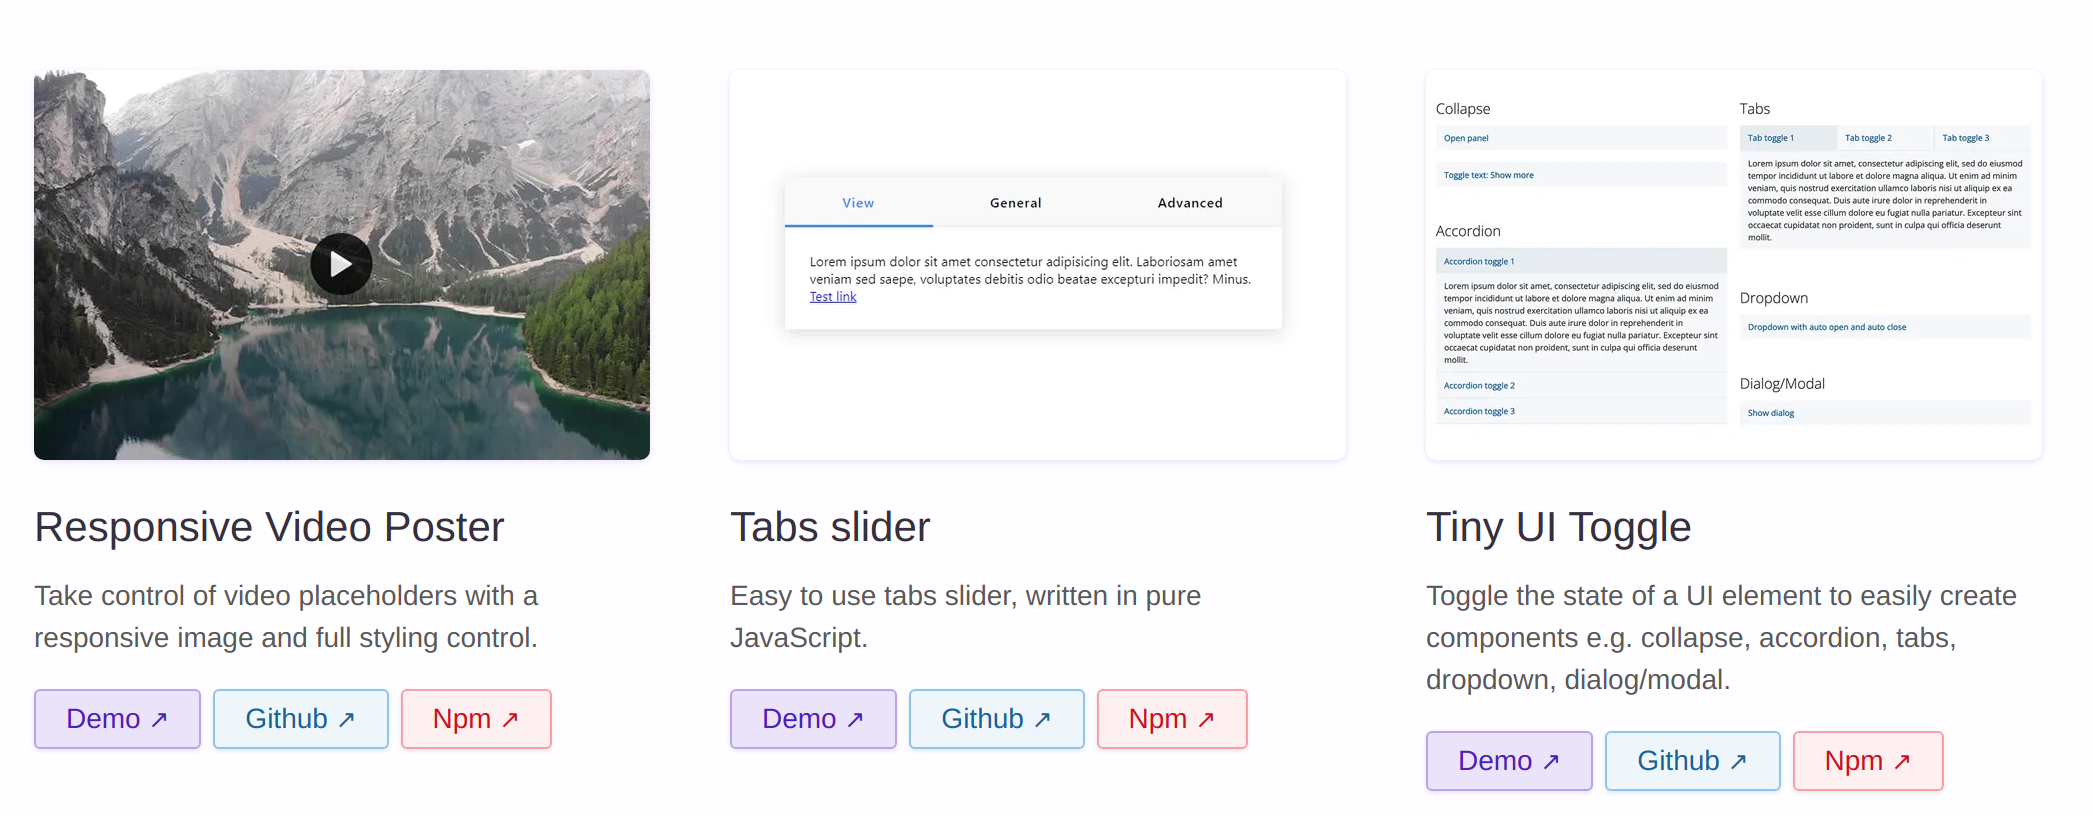 View
General
Advanced
Lorem ipsum dolor sit amet consectetur adipisicing elit. Laboriosam amet
veniam sed saepe, voluptates debitis odio beatae excepturi impedit? Minus.
Test link
Collapse
Open panel
Toggle text: Show more
Accordion
Accordion toggle 1
Lorem ipsum dolor sit amet, consectetur adipiscing elit, sed do eiusmod
tempor incididunt ut labore et dolore magna aliqua. Ut enim ad minim
veniam, quis nostrud exercitation ullamco laboris nisi ut aliquip ex ea
commodo consequat. Duis aute irure dolor in reprehenderit in
voluptate velit esse cillum dolore eu fugiat nulla pariatur. Excepteur sint
occaecat cupidatat non proident, sunt in culpa qui officia deserunt
mollit.
Accordion toggle 2
Accordion toggle 3
Tabs
Tab toggle 1
Tab toggle 2
Tab toggle 3
Lorem ipsum dolor sit amet, consectetur adipiscing elit, sed do eiusmod
tempor incididunt ut labore et dolore magna aliqua. Ut enim ad minim
veniam, quis nostrud exercitation ullamco laboris nisi ut aliquip ex ea
commodo consequat. Duis aute irure dolor in reprehenderit in
voluptate velit esse cillum dolore eu fugiat nulla pariatur. Excepteur sint
occaecat cupidatat non proident, sunt in culpa qui officia deserunt
mollit.
Dropdown
Dropdown with auto open and auto close
Dialog/Modal
Show dialog
Responsive Video Poster
Take control of video placeholders with a
responsive image and full styling control.
Demo ↗
Github ↗
Npm ↗
Tabs slider
Easy to use tabs slider, written in pure
JavaScript.
Demo ↗
Github ↗
Npm ↗
Tiny UI Toggle
Toggle the state of a UI element to easily create
components e.g. collapse, accordion, tabs,
dropdown, dialog/modal.
Demo ↗
Github ↗
Npm ↗